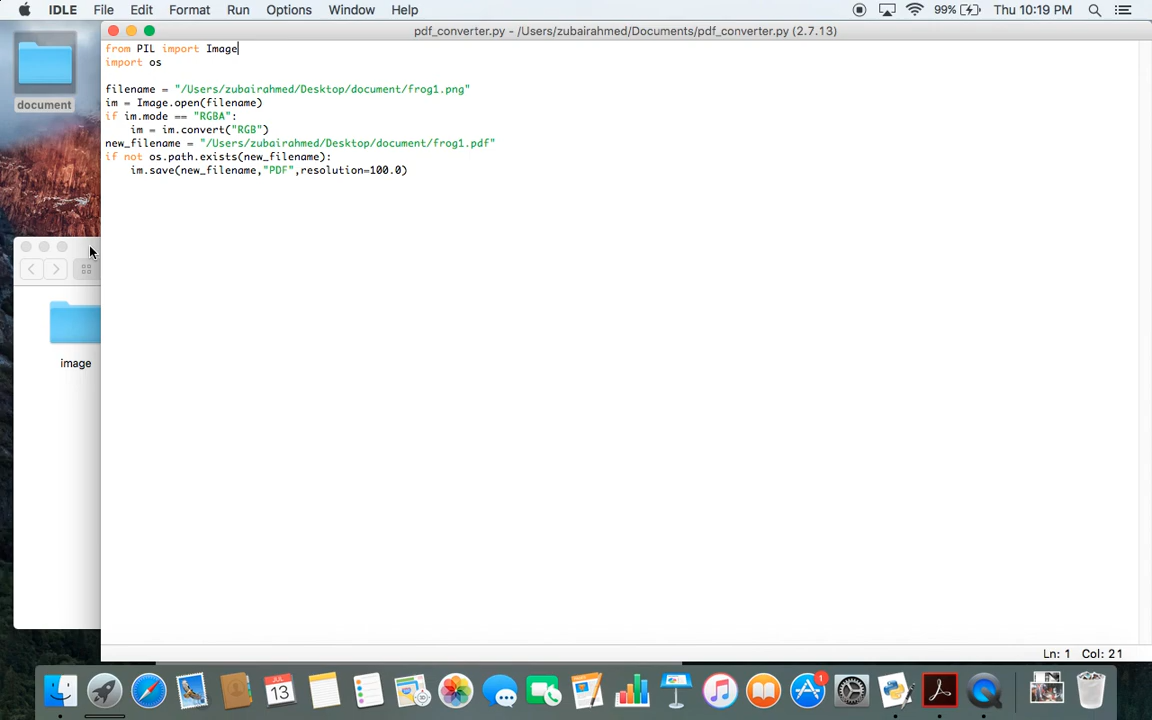 IDLE File Edit Format Run Options Window Help 99% Thu 10:19 PM
pdf_converter.py - /Users/zubairahmed/Documents/pdf_converter.py (2.7.13)
document
from PIL import Image
import os
filename = "/Users/zubairahmed/Desktop/document/frog1.png"
im = Image.open(filename)
if im.mode == "RGBA":
im = im.convert("RGB")
new_filename = "/Users/zubairahmed/Desktop/document/frog1.pdf"
if not os.path.exists(new_filename):
im.save(new_filename,"PDF",resolution=100.0)
image
Ln: 1 Col: 21
JUL
13
1